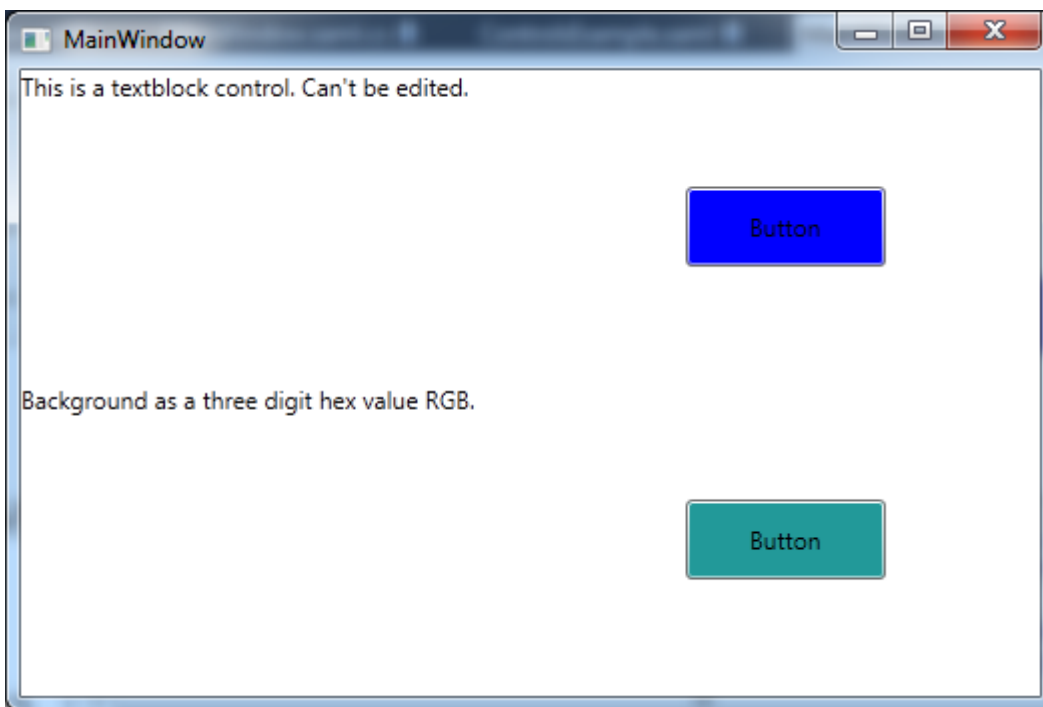 MainWindow
This is a textblock control. Can't be edited.
Button
Background as a three digit hex value RGB.
Button